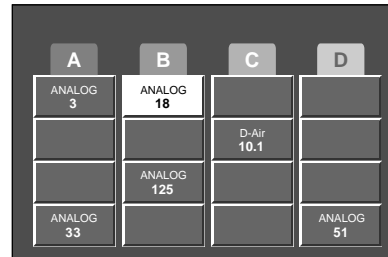 A B C D
ANALOG ANALOG
3 18
D-Air
10.1
ANALOG
125
ANALOG ANALOG
33 51